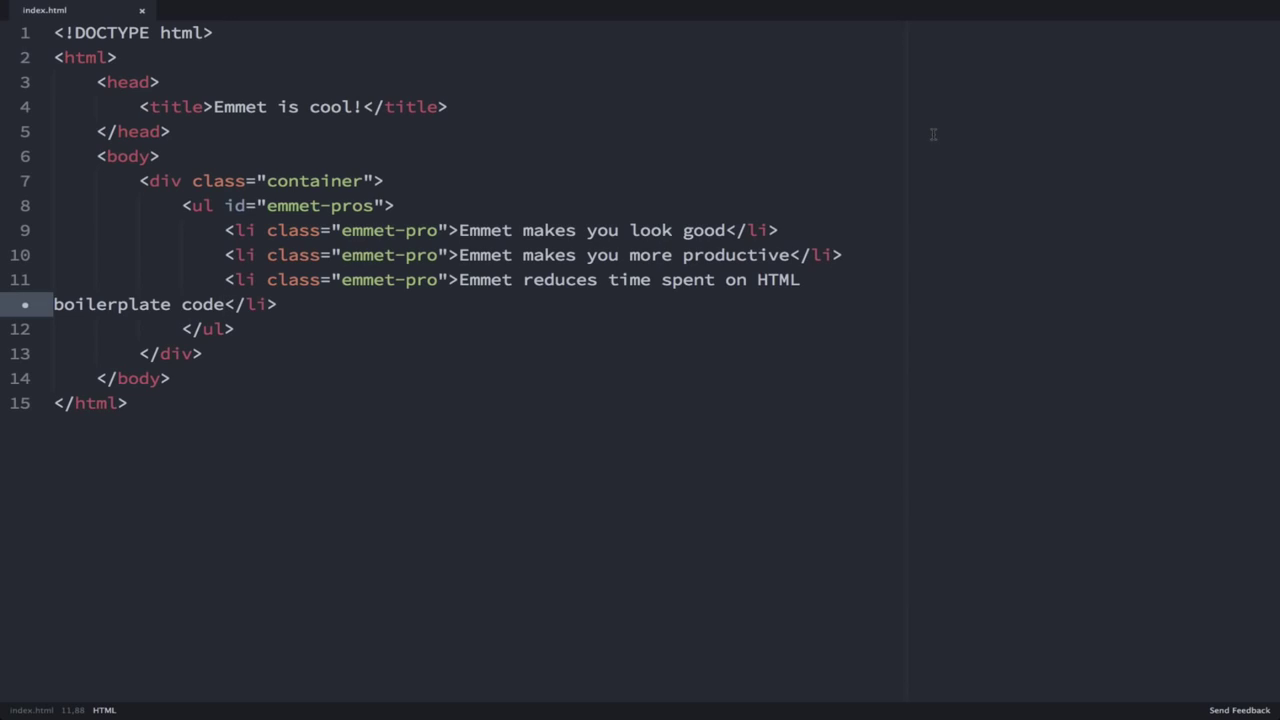 index.html ×
1 <!DOCTYPE html>
2 <html>
3     <head>
4         <title>Emmet is cool!</title>
5     </head>
6     <body>
7         <div class="container">
8             <ul id="emmet-pros">
9                 <li class="emmet-pro">Emmet makes you look good</li>
10                 <li class="emmet-pro">Emmet makes you more productive</li>
11                 <li class="emmet-pro">Emmet reduces time spent on HTML
• boilerplate code</li>
12             </ul>
13         </div>
14     </body>
15 </html>
index.html 11,88 HTML Send Feedback